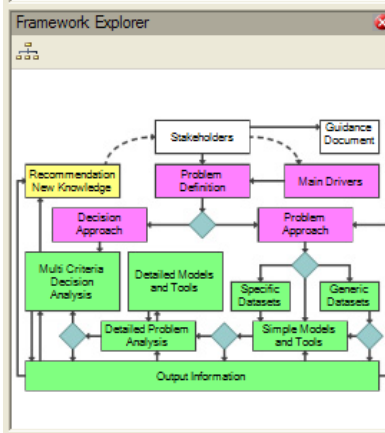 Framework Explorer
Stakeholders
Guidance
Document
Recommendation
New Knowledge
Problem
Definition
Main Drivers
Decision
Approach
Problem
Approach
Multi Criteria
Decision
Analysis
Detailed Models
and Tools
Specific
Datasets
Generic
Datasets
Detailed Problem
Analysis
Simple Models
and Tools
Output Information